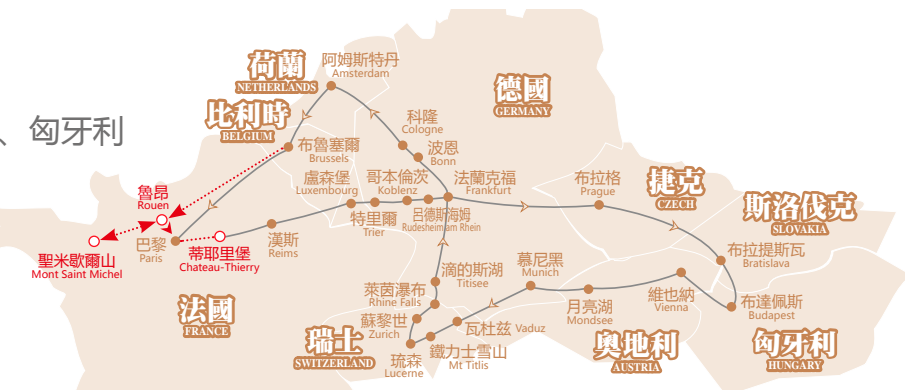 、匈牙利
荷蘭
NETHERLANDS
阿姆斯特丹
Amsterdam
德國
GERMANY
比利時
BELGIUM
科隆
Cologne
布魯塞爾
Brussels
波恩
Bonn
盧森堡
Luxembourg
哥本倫茨
Koblenz
法蘭克福
Frankfurt
布拉格
Prague
捷克
CZECH
斯洛伐克
SLOVAKIA
魯昂
Rouen
特里爾
Trier
呂德斯海姆
Rudesheim am Rhein
聖米歇爾山
Mont Saint Michel
巴黎
Paris
蒂耶里堡
Chateau-Thierry
漢斯
Reims
滴的斯湖
Titisee
慕尼黑
Munich
布拉提斯瓦
Bratislava
萊茵瀑布
Rhine Falls
月亮湖
Mondsee
維也納
Vienna
布達佩斯
Budapest
法國
FRANCE
蘇黎世
Zurich
瓦杜兹 Vaduz
瑞士
SWITZERLAND
琉森
Lucerne
鐵力士雪山
Mt Titlis
奧地利
AUSTRIA
匈牙利
HUNGARY